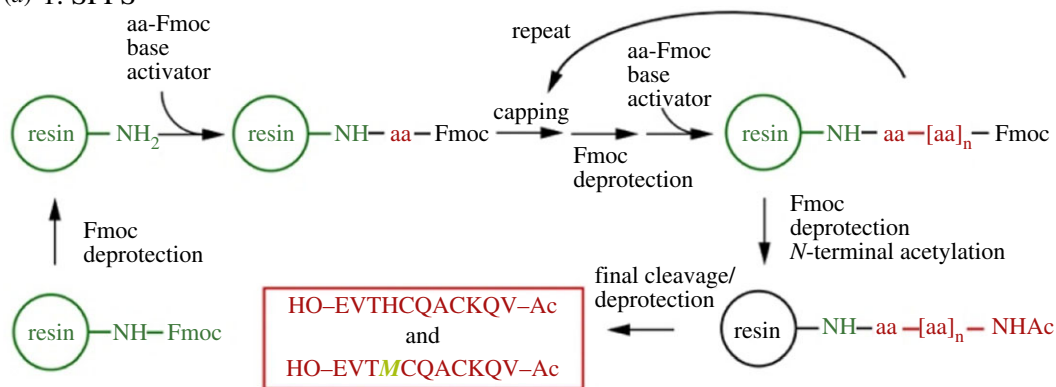 (a) 1. SPPS
aa-Fmoc
base
activator
resin
NH2
resin
NH
aa
Fmoc
repeat
capping
Fmoc
deprotection
aa-Fmoc
base
activator
resin
NH
aa
[aa]n
Fmoc
Fmoc
deprotection
resin
NH
Fmoc
HO–EVTHCQACKQV–Ac
and
HO–EVTMCQACKQV–Ac
final cleavage/
deprotection
Fmoc
deprotection
N-terminal acetylation
resin
NH
aa
[aa]n
NHAc